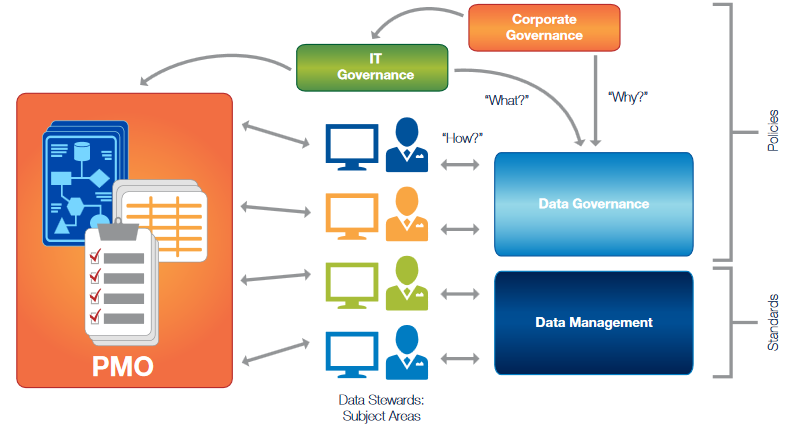 Corporate
Governance
IT
Governance
"What?"
"Why?"
"How?"
Policies
Data Governance
Data Management
Standards
PMO
Data Stewards:
Subject Areas